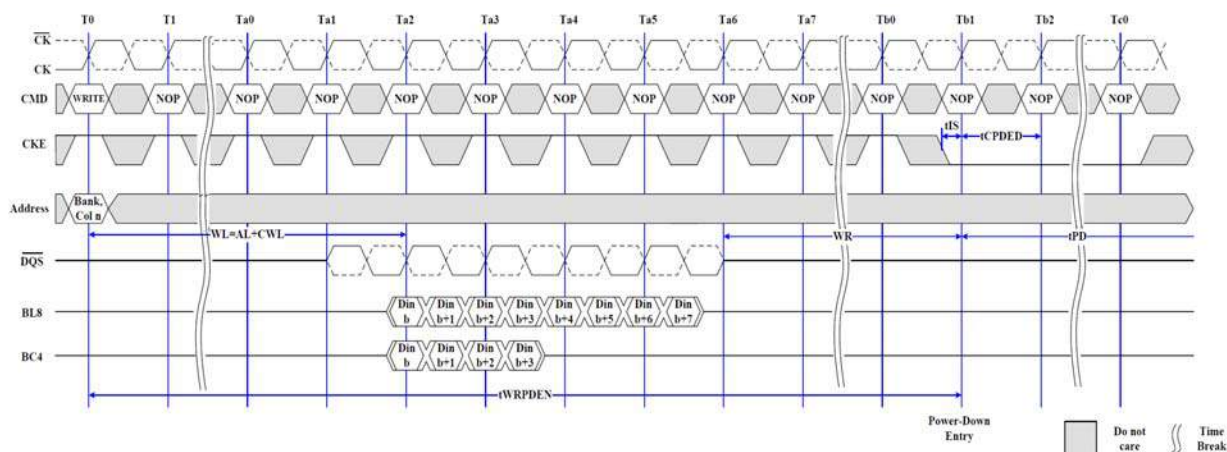 T0 T1 Ta0 Ta1 Ta2 Ta3 Ta4 Ta5 Ta6 Ta7 Tb0 Tb1 Tb2 Tc0
CK
CK
CMD WRITE NOP NOP NOP NOP NOP NOP NOP NOP NOP NOP NOP NOP NOP
tIS
CKE tCPDED
Address Bank,
Col n
WL=AL+CWL WR tPD
DQS
BL8 Din Din Din Din Din Din Din Din
b b+1 b+2 b+3 b+4 b+5 b+6 b+7
BC4 Din Din Din Din
b b+1 b+2 b+3
tWRPDEN
Power-Down
Entry
Do not
care
Time
Break